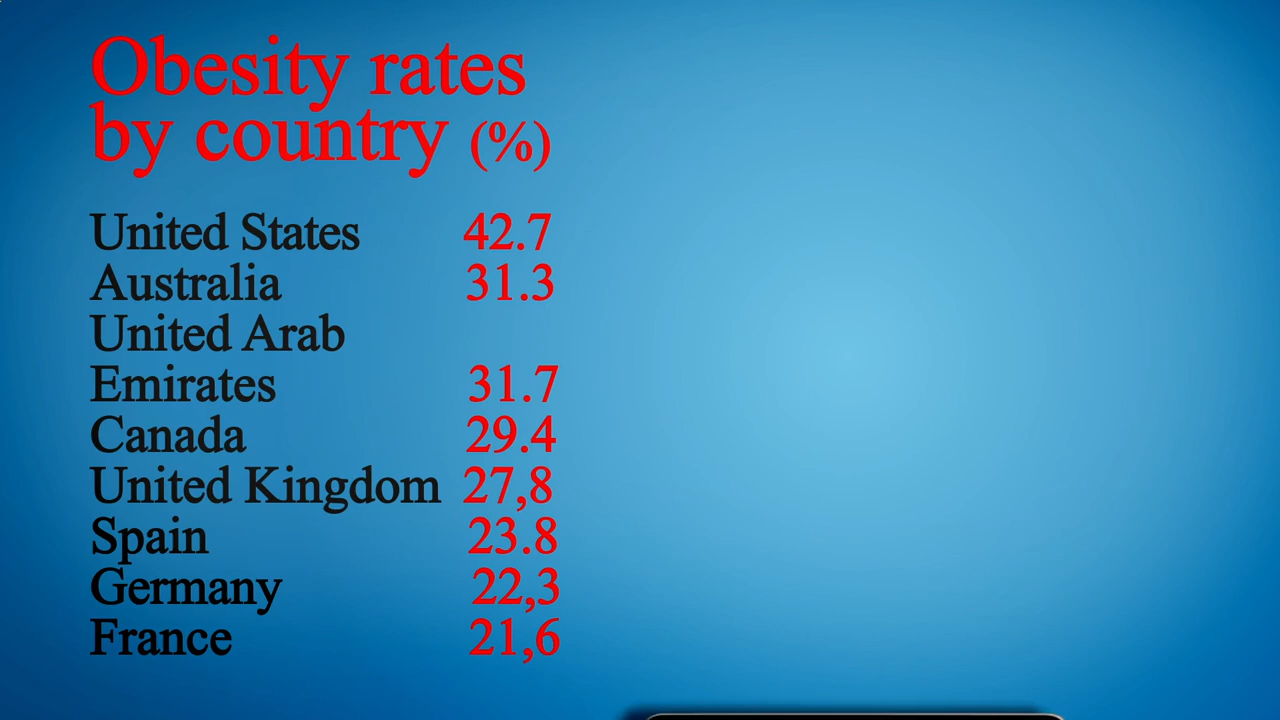 Obesity rates
by country (%)
United States 42.7
Australia 31.3
United Arab
Emirates 31.7
Canada 29.4
United Kingdom 27,8
Spain 23.8
Germany 22,3
France 21,6